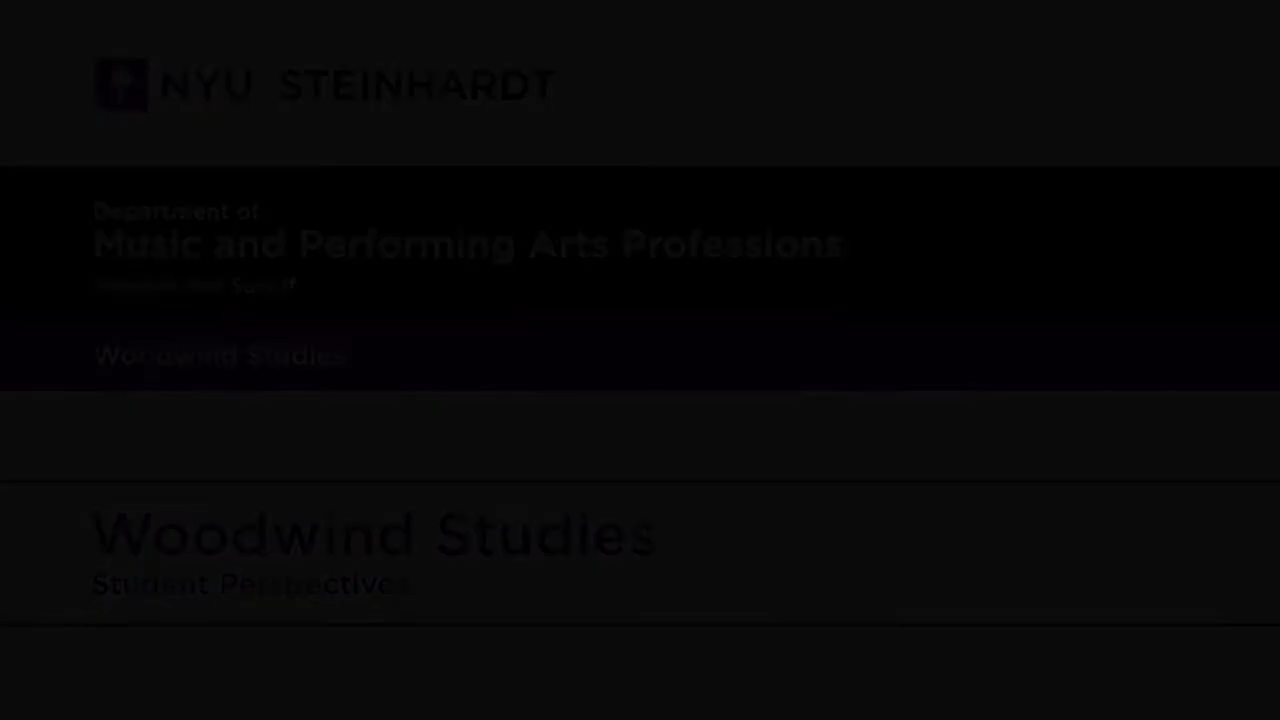 NYU STEINHARDT
Department of
Music and Performing Arts Professions
Woodwind Studies
Woodwind Studies
Student Perspectives